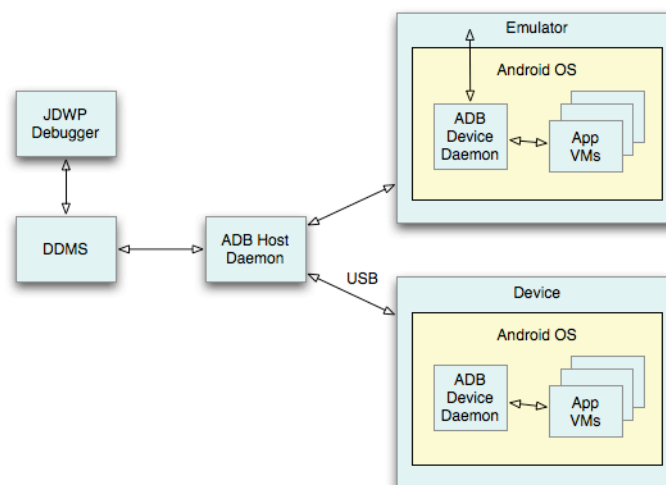 Emulator
Android OS
JDWP
Debugger
ADB
Device
Daemon
App
VMs
DDMS
ADB Host
Daemon
USB
Device
Android OS
ADB
Device
Daemon
App
VMs